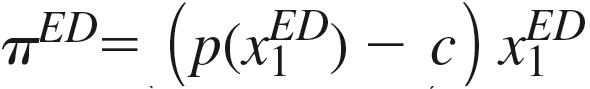 π^{ED} = (p(x_1^{ED}) − c) x_1^{ED}